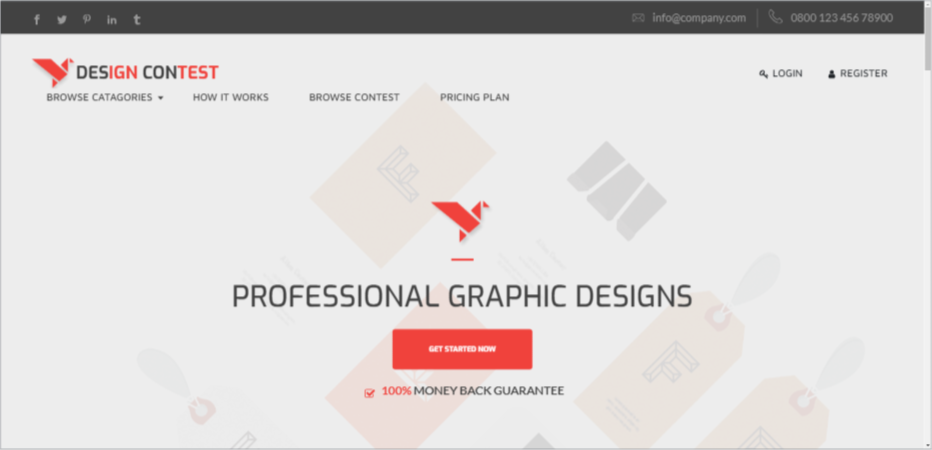 info@company.com 0800 123 456 78900
DESIGN CONTEST
LOGIN REGISTER
BROWSE CATAGORIES HOW IT WORKS BROWSE CONTEST PRICING PLAN
PROFESSIONAL GRAPHIC DESIGNS
GET STARTED NOW
100% MONEY BACK GUARANTEE